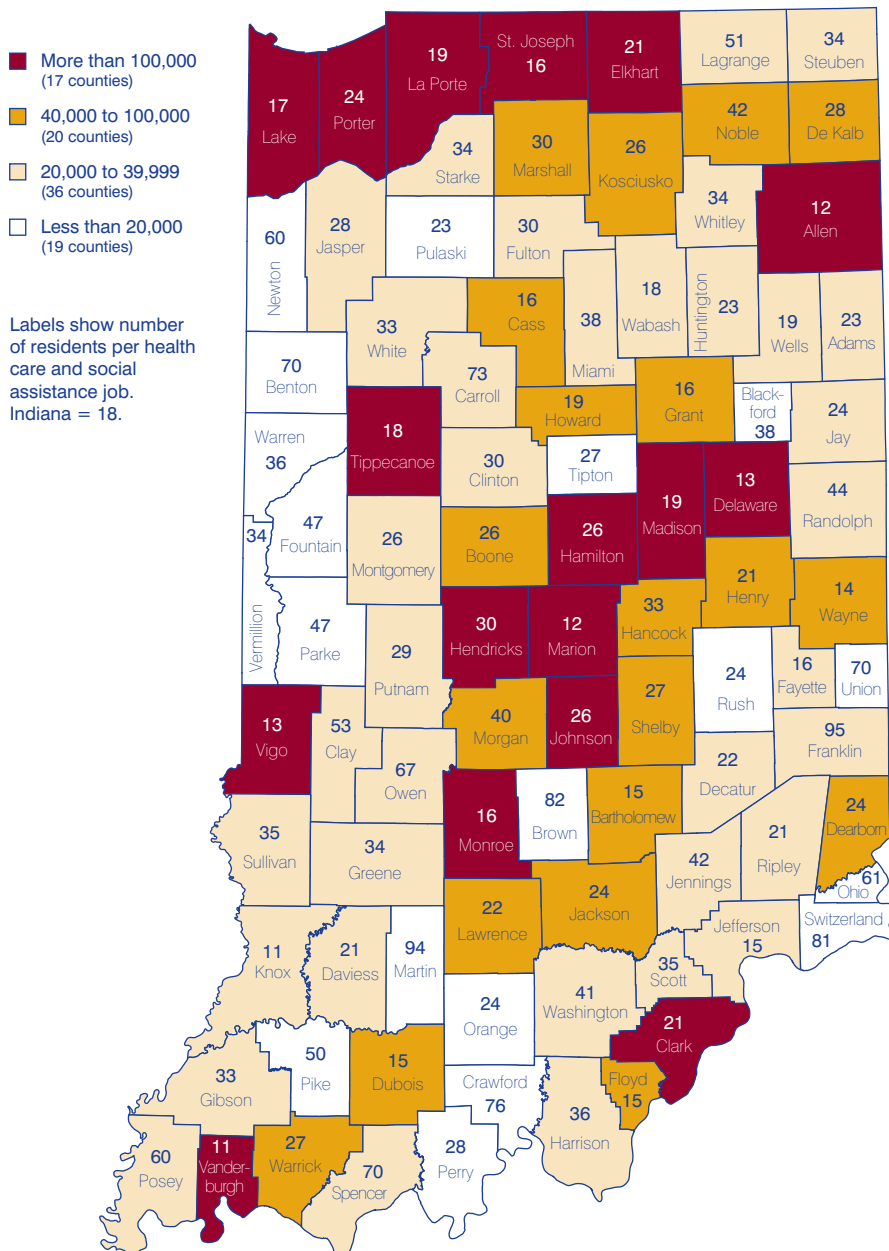 More than 100,000
(17 counties)
40,000 to 100,000
(20 counties)
20,000 to 39,999
(36 counties)
Less than 20,000
(19 counties)
Labels show number
of residents per health
care and social
assistance job.
Indiana = 18.
17
Lake
24
Porter
19
La Porte
St. Joseph
16
21
Elkhart
51
Lagrange
34
Steuben
42
Noble
28
De Kalb
34
Starke
30
Marshall
26
Kosciusko
34
Whitley
12
Allen
60
Newton
28
Jasper
23
Pulaski
30
Fulton
18
Wabash
23
Huntington
19
Wells
23
Adams
33
White
16
Cass
38
Miami
70
Benton
73
Carroll
19
Howard
16
Grant
Black-
ford
38
24
Jay
Warren
36
18
Tippecanoe
30
Clinton
27
Tipton
19
Madison
13
Delaware
44
Randolph
47
Fountain
34
Vermillion
26
Montgomery
26
Boone
26
Hamilton
21
Henry
14
Wayne
47
Parke
29
Putnam
30
Hendricks
12
Marion
33
Hancock
24
Rush
16
Fayette
70
Union
13
Vigo
53
Clay
67
Owen
40
Morgan
26
Johnson
27
Shelby
22
Decatur
95
Franklin
35
Sullivan
34
Greene
16
Monroe
82
Brown
15
Bartholomew
42
Jennings
21
Ripley
24
Dearborn
61
Ohio
Switzerland
81
11
Knox
21
Daviess
94
Martin
22
Lawrence
24
Jackson
35
Scott
Jefferson
15
24
Orange
41
Washington
21
Clark
33
Gibson
50
Pike
15
Dubois
Crawford
76
36
Harrison
Floyd
15
60
Posey
11
Vander-
burgh
27
Warrick
70
Spencer
28
Perry